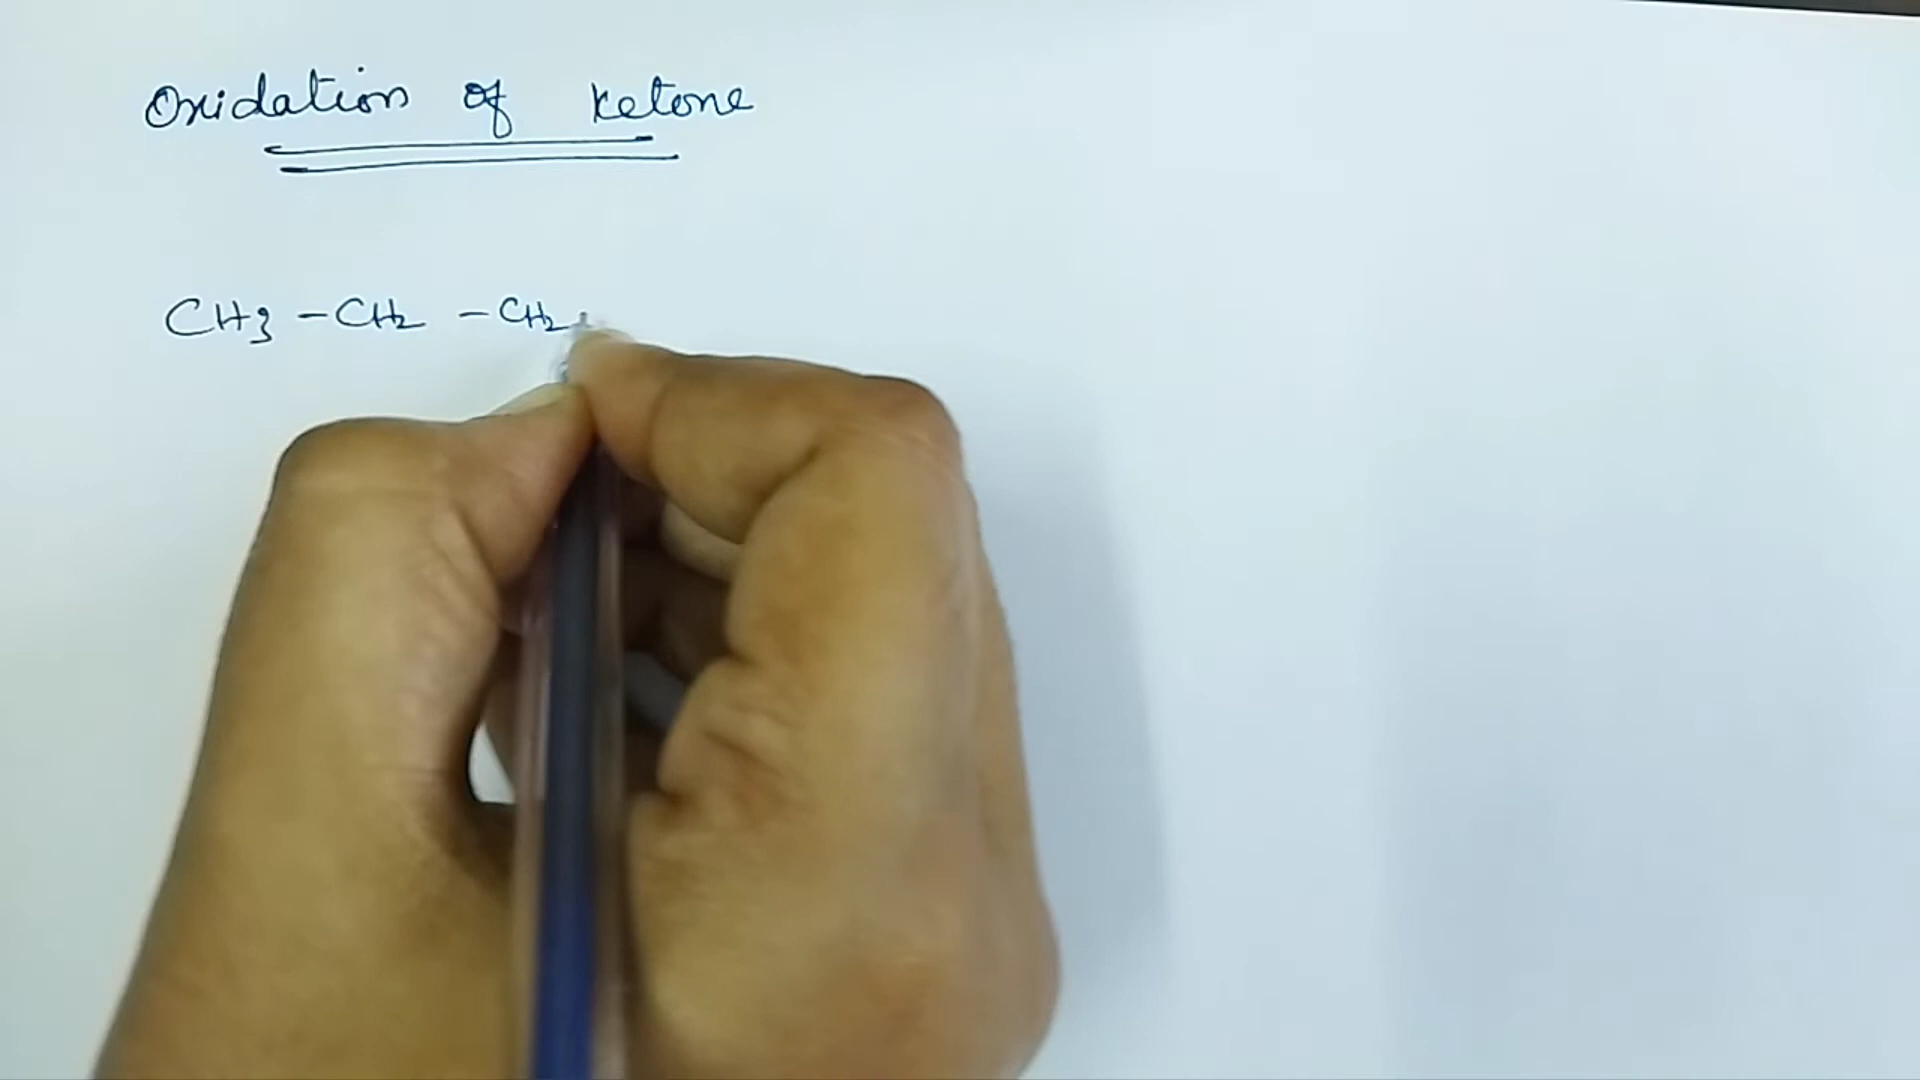 Oxidation of ketone
CH3 - CH2 - CH2